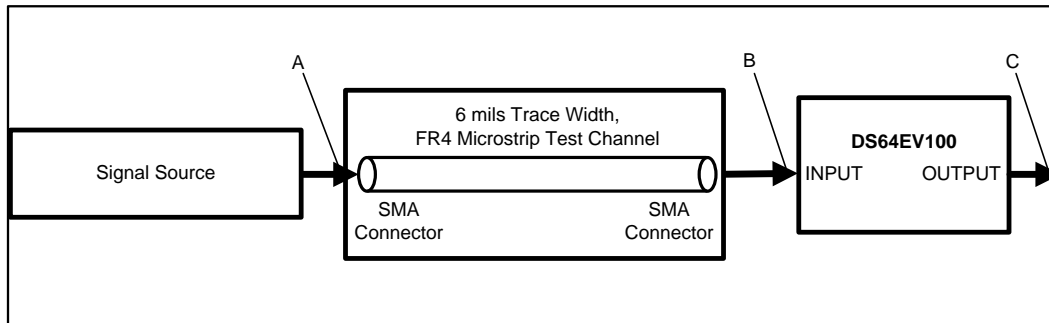 A
B
C
6 mils Trace Width,
FR4 Microstrip Test Channel
DS64EV100
Signal Source
INPUT
OUTPUT
SMA
Connector
SMA
Connector